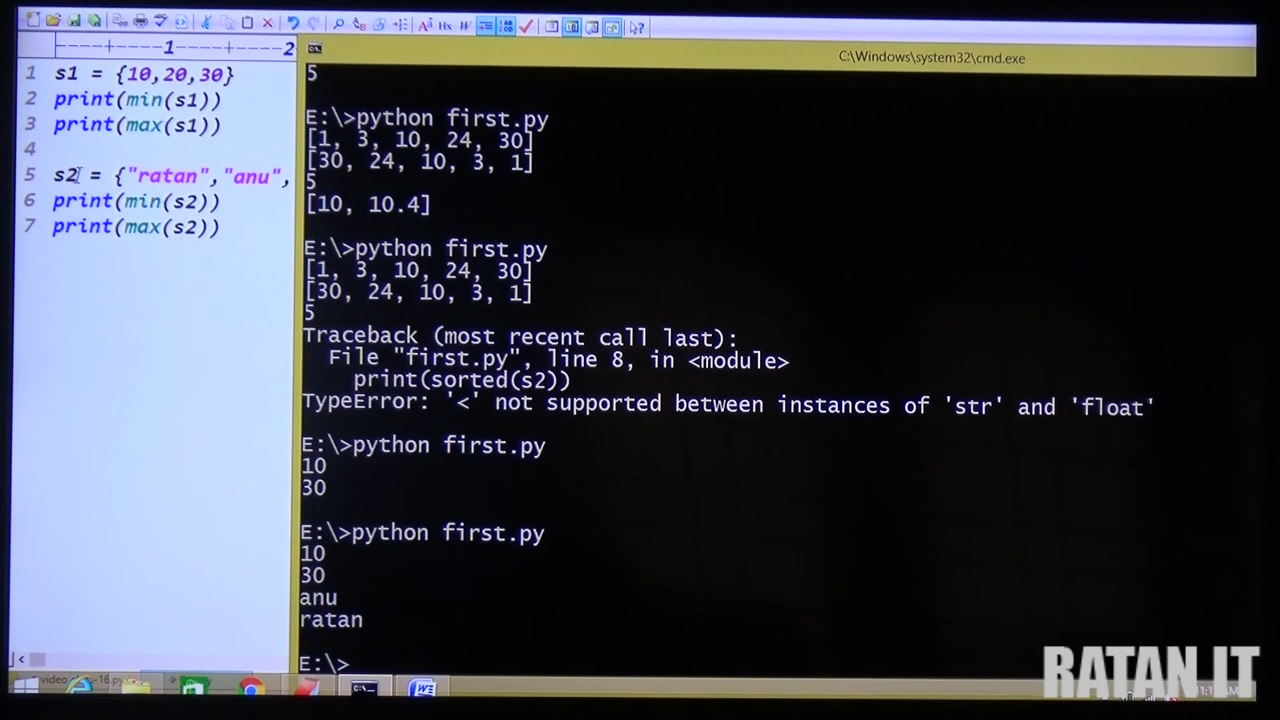 ----+----1----+----2
1 s1 = {10,20,30}
2 print(min(s1))
3 print(max(s1))
4
5 s2 = {"ratan","anu",
6 print(min(s2))
7 print(max(s2))
C:\Windows\system32\cmd.exe
5
E:\>python first.py
[1, 3, 10, 24, 30]
[30, 24, 10, 3, 1]
5
[10, 10.4]
E:\>python first.py
[1, 3, 10, 24, 30]
[30, 24, 10, 3, 1]
5
Traceback (most recent call last):
File "first.py", line 8, in <module>
print(sorted(s2))
TypeError: '<' not supported between instances of 'str' and 'float'
E:\>python first.py
10
30
E:\>python first.py
10
30
anu
ratan
E:\>
RATAN IT